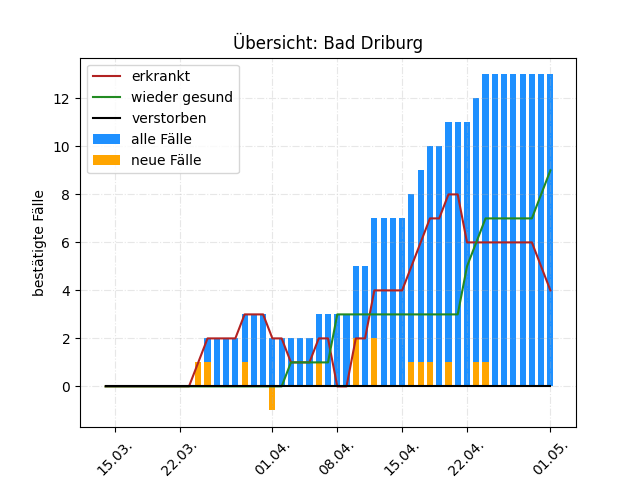 Übersicht: Bad Driburg
erkrankt
wieder gesund
verstorben
alle Fälle
neue Fälle
bestätigte Fälle
12
10
8
6
4
2
0
15.03.
22.03.
01.04.
08.04.
15.04.
22.04.
01.05.